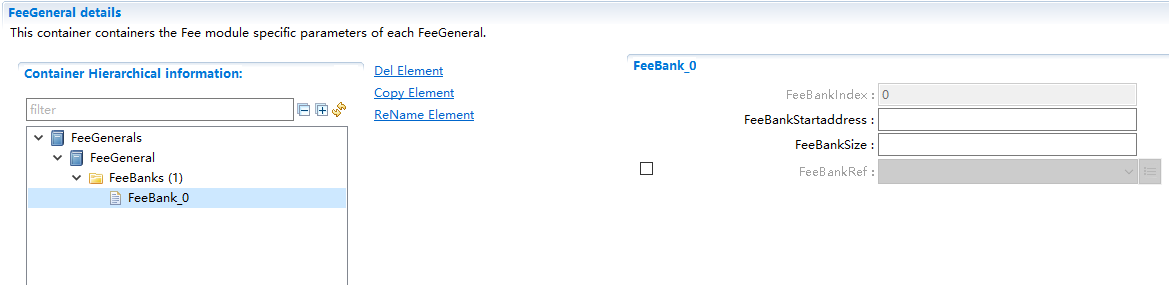 FeeGeneral details
This container containers the Fee module specific parameters of each FeeGeneral.
Container Hierarchical information:
filter
FeeGenerals
FeeGeneral
FeeBanks (1)
FeeBank_0
Del Element
Copy Element
ReName Element
FeeBank_0
FeeBankIndex : 0
FeeBankStartaddress :
FeeBankSize :
FeeBankRef :